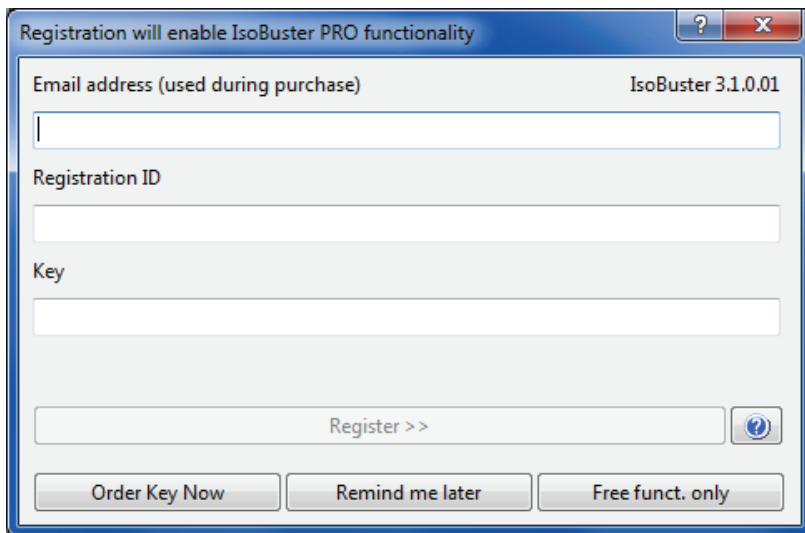 Registration will enable IsoBuster PRO functionality
Email address (used during purchase) IsoBuster 3.1.0.01
Registration ID
Key
Register >>
Order Key Now Remind me later Free funct. only